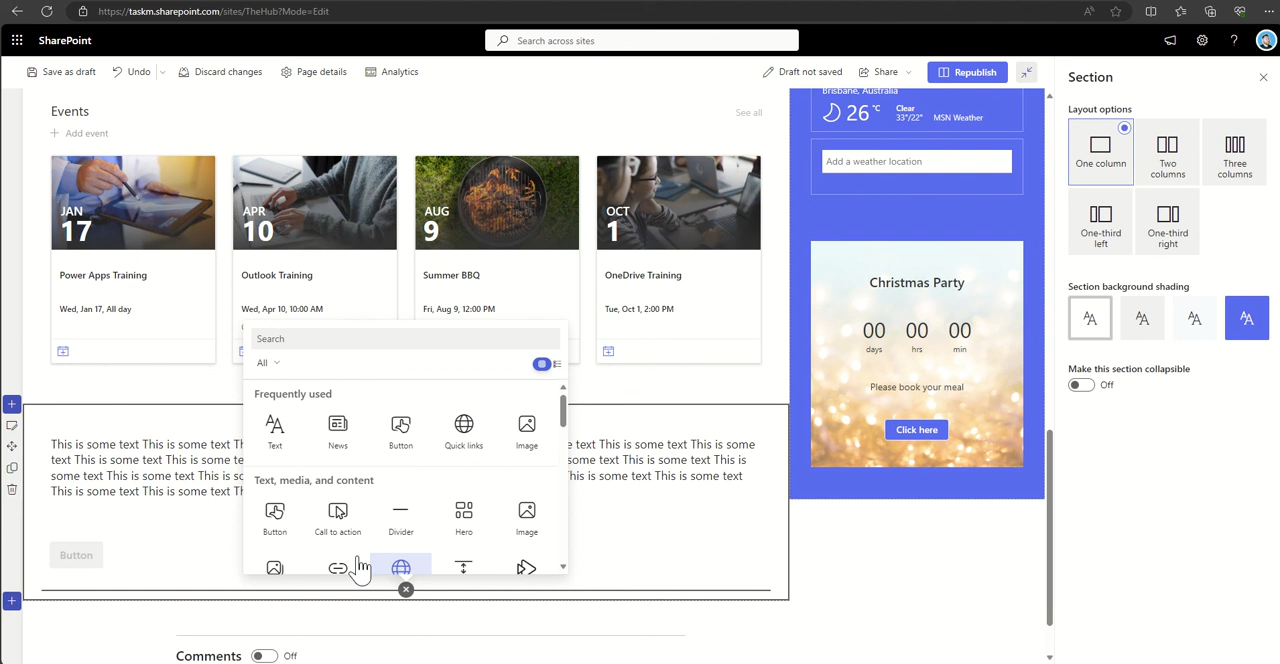 https://taskm.sharepoint.com/sites/TheHub?Mode=Edit
SharePoint
Search across sites
Save as draft
Undo
Discard changes
Page details
Analytics
Draft not saved
Share
Republish
Events
See all
Add event
JAN
17
APR
10
AUG
9
OCT
1
Power Apps Training
Outlook Training
Summer BBQ
OneDrive Training
Wed, Jan 17, All day
Wed, Apr 10, 10:00 AM
Fri, Aug 9, 12:00 PM
Tue, Oct 1, 2:00 PM
Search
All
Frequently used
Text
News
Button
Quick links
Image
Text, media, and content
Button
Call to action
Divider
Hero
Image
This is some text This is some text
text This is some text This is some text
some text This is some text This is some
This is some text This is some text
text This is some text This is some
text This is some text This is
This is some text This is some text
Button
Comments
Off
Brisbane, Australia
26 °C
Clear
33°/22°
MSN Weather
Add a weather location
Christmas Party
00
days
00
hrs
00
min
Please book your meal
Click here
Section
Layout options
One column
Two
columns
Three
columns
One-third
left
One-third
right
Section background shading
Make this section collapsible
Off